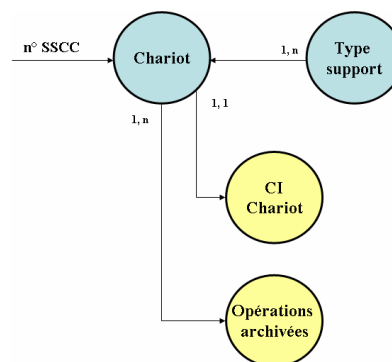 n° SSCC
Chariot
1, n
Type
support
1, n
1, 1
CI
Chariot
Opérations
archivées